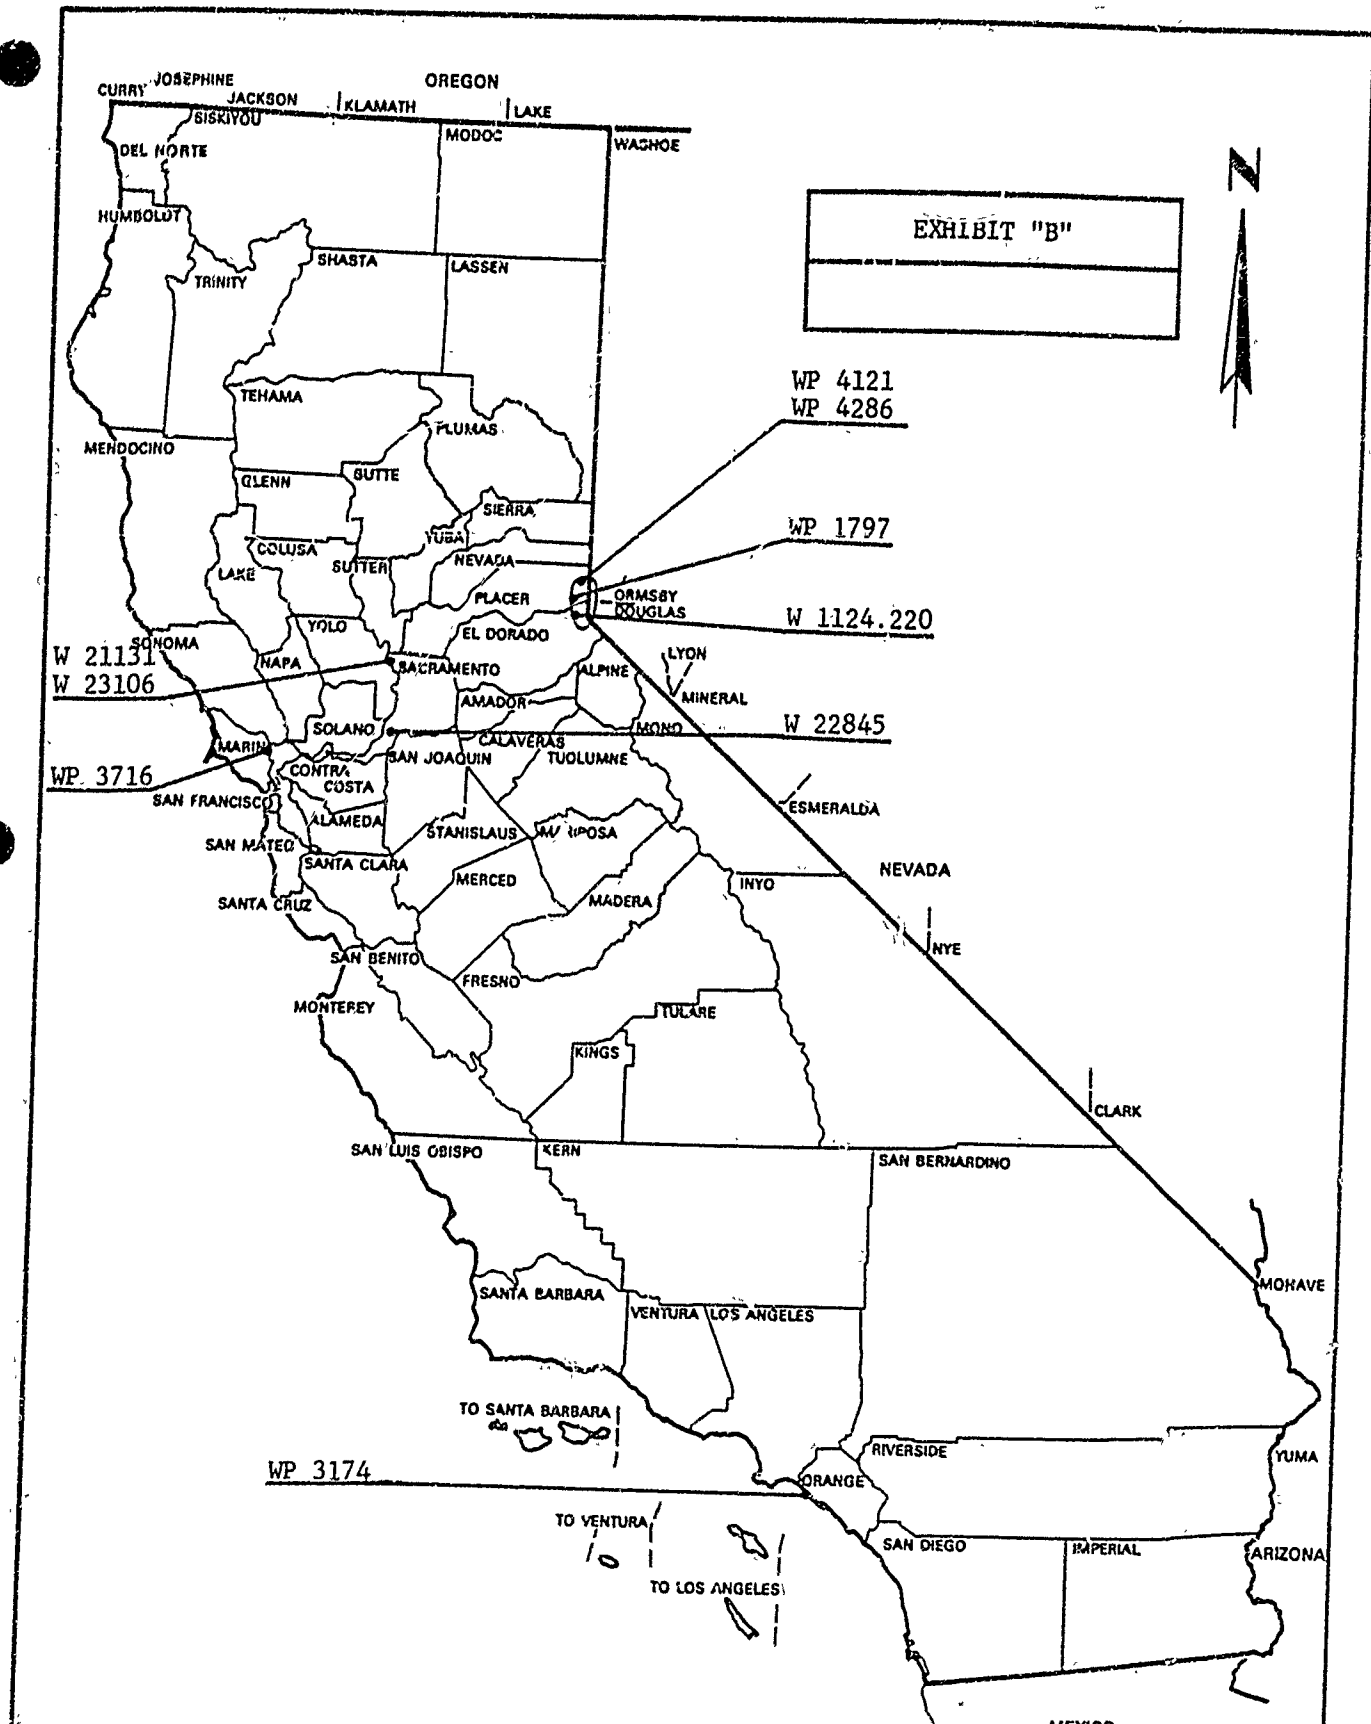 OREGON
CURRY JOSEPHINE JACKSON KLAMATH LAKE
SISKIYOU MODOC WASHOE
DEL NORTE
HUMBOLDT
EXHIBIT "B"
N
TRINITY SHASTA LASSEN
TEHAMA
PLUMAS
WP 4121
WP 4286
MENDOCINO
GLENN BUTTE
SIERRA
COLUSA YUBA
WP 1797
LAKE SUTTER NEVADA
PLACER
ORMSBY
DOUGLAS
W 1124.220
SONOMA YOLO EL DORADO
W 21131
W 23106
NAPA SACRAMENTO ALPINE LYON
AMADOR MINERAL
SOLANO MONO
W 22845
MARIN CALAVERAS
SAN JOAQUIN TUOLUMNE
WP 3716
CONTRA
COSTA
SAN FRANCISCO
ALAMEDA STANISLAUS MARIPOSA ESMERALDA
SAN MATEO
SANTA CLARA
MERCED INYO NEVADA
SANTA CRUZ MADERA
SAN BENITO NYE
FRESNO
MONTEREY TULARE
KINGS
CLARK
SAN LUIS OBISPO KERN SAN BERNARDINO
SANTA BARBARA MOHAVE
VENTURA LOS ANGELES
TO SANTA BARBARA
RIVERSIDE YUMA
WP 3174
ORANGE
TO VENTURA
SAN DIEGO IMPERIAL ARIZONA
TO LOS ANGELES
MEXICO